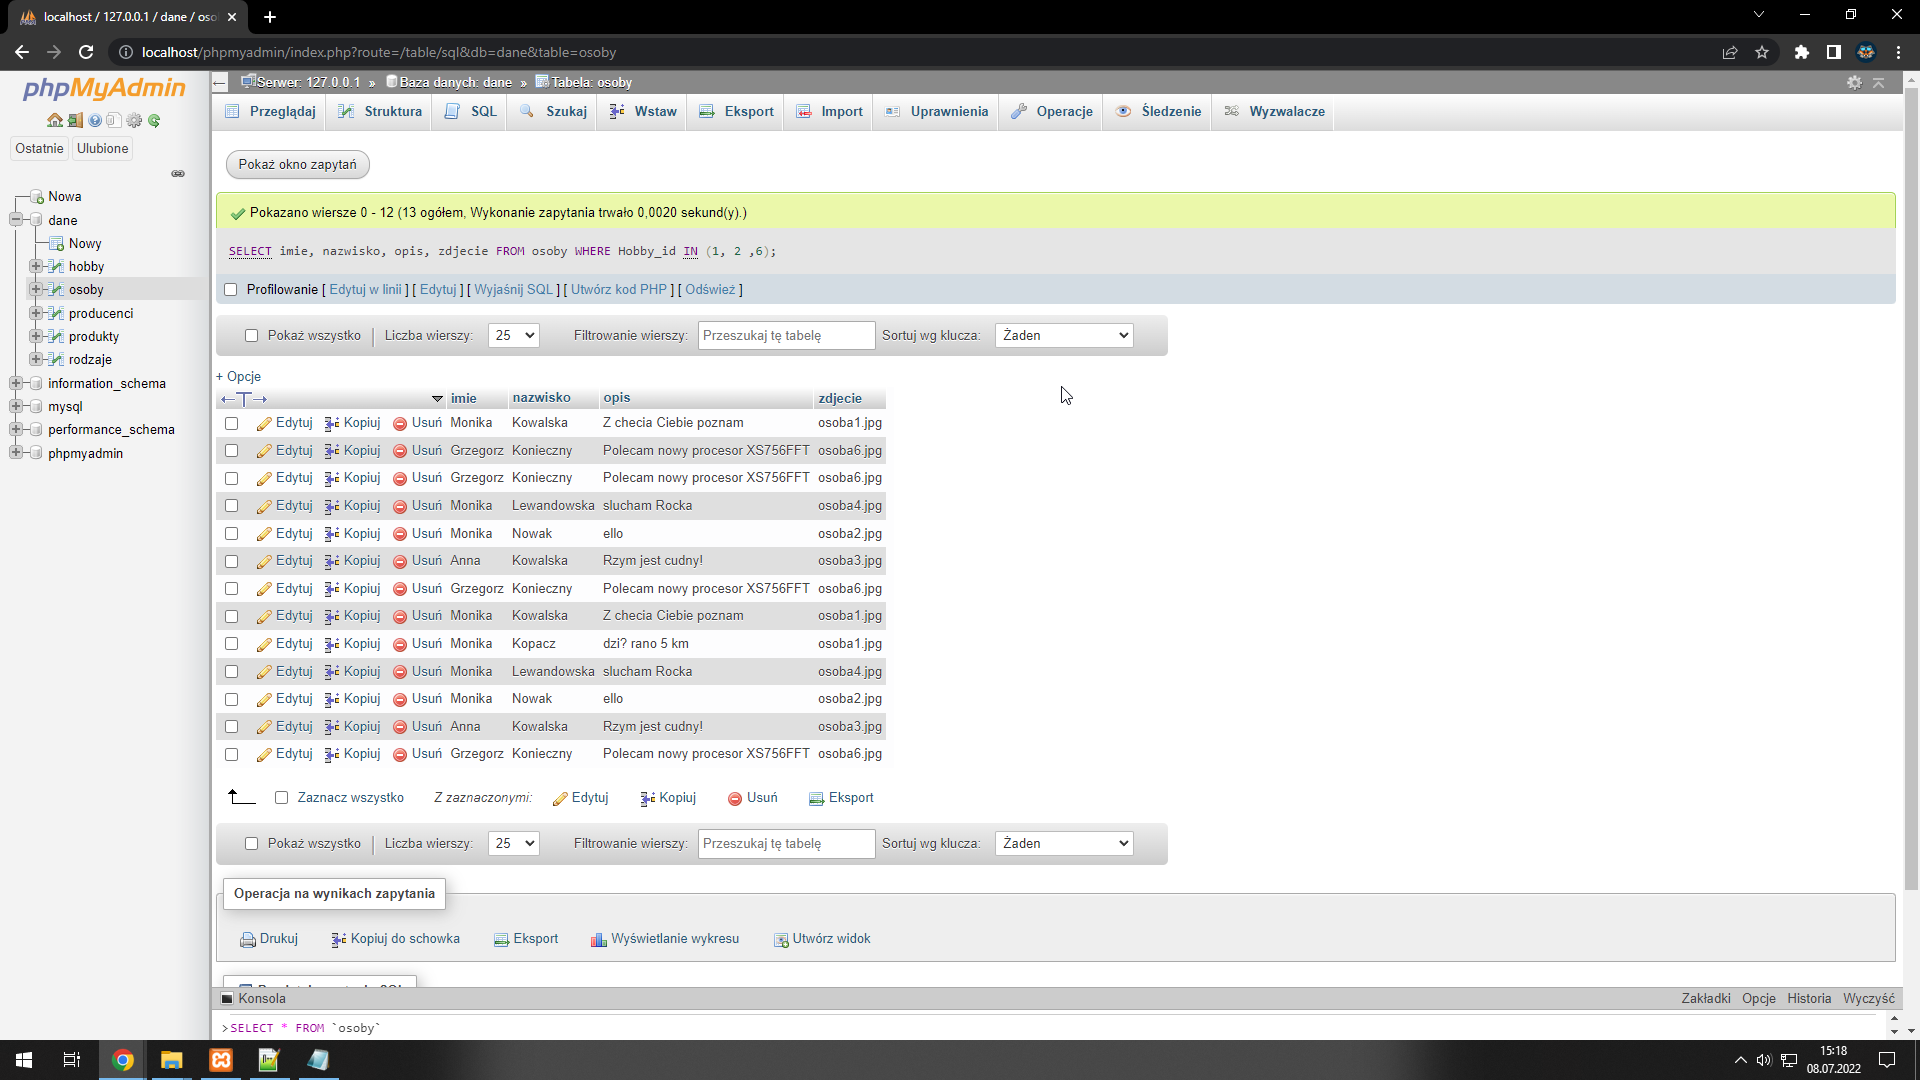 localhost / 127.0.0.1 / dane / oso
localhost/phpmyadmin/index.php?route=/table/sql&db=dane&table=osoby
phpMyAdmin
Ostatnie Ulubione
Nowa
dane
Nowy
hobby
osoby
producenci
produkty
rodzaje
information_schema
mysql
performance_schema
phpmyadmin
Serwer: 127.0.0.1 » Baza danych: dane » Tabela: osoby
Przeglądaj Struktura SQL Szukaj Wstaw Eksport Import Uprawnienia Operacje Śledzenie Wyzwalacze
Pokaż okno zapytań
Pokazano wiersze 0 - 12 (13 ogółem, Wykonanie zapytania trwało 0,0020 sekund(y).)
SELECT imie, nazwisko, opis, zdjecie FROM osoby WHERE Hobby_id IN (1, 2 ,6);
Profilowanie [ Edytuj w linii ] [ Edytuj ] [ Wyjaśnij SQL ] [ Utwórz kod PHP ] [ Odśwież ]
Pokaż wszystko | Liczba wierszy: 25 Filtrowanie wierszy: Przeszukaj tę tabelę Sortuj wg klucza: Żaden
+ Opcje
←T→ imie nazwisko opis zdjecie
Edytuj Kopiuj Usuń Monika Kowalska Z checia Ciebie poznam osoba1.jpg
Edytuj Kopiuj Usuń Grzegorz Konieczny Polecam nowy procesor XS756FFT osoba6.jpg
Edytuj Kopiuj Usuń Grzegorz Konieczny Polecam nowy procesor XS756FFT osoba6.jpg
Edytuj Kopiuj Usuń Monika Lewandowska slucham Rocka osoba4.jpg
Edytuj Kopiuj Usuń Monika Nowak ello osoba2.jpg
Edytuj Kopiuj Usuń Anna Kowalska Rzym jest cudny! osoba3.jpg
Edytuj Kopiuj Usuń Grzegorz Konieczny Polecam nowy procesor XS756FFT osoba6.jpg
Edytuj Kopiuj Usuń Monika Kowalska Z checia Ciebie poznam osoba1.jpg
Edytuj Kopiuj Usuń Monika Kopacz dzi? rano 5 km osoba1.jpg
Edytuj Kopiuj Usuń Monika Lewandowska slucham Rocka osoba4.jpg
Edytuj Kopiuj Usuń Monika Nowak ello osoba2.jpg
Edytuj Kopiuj Usuń Anna Kowalska Rzym jest cudny! osoba3.jpg
Edytuj Kopiuj Usuń Grzegorz Konieczny Polecam nowy procesor XS756FFT osoba6.jpg
Zaznacz wszystko Z zaznaczonymi: Edytuj Kopiuj Usuń Eksport
Pokaż wszystko | Liczba wierszy: 25 Filtrowanie wierszy: Przeszukaj tę tabelę Sortuj wg klucza: Żaden
Operacja na wynikach zapytania
Drukuj Kopiuj do schowka Eksport Wyświetlanie wykresu Utwórz widok
Konsola Zakładki Opcje Historia Wyczyść
>SELECT * FROM `osoby`
15:18
08.07.2022